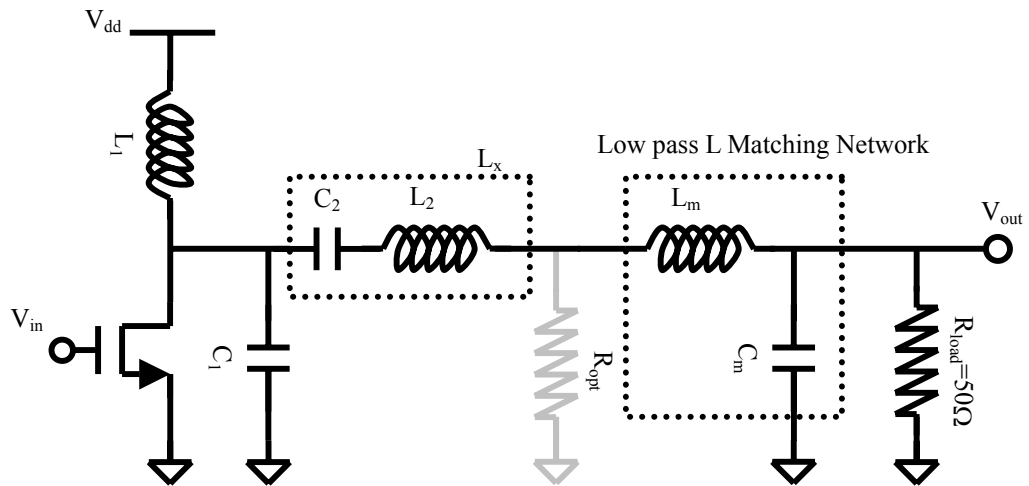 V_dd
L_1
Low pass L Matching Network
L_x
C_2
L_2
L_m
V_out
V_in
C_1
R_opt
C_m
R_load=50Ω